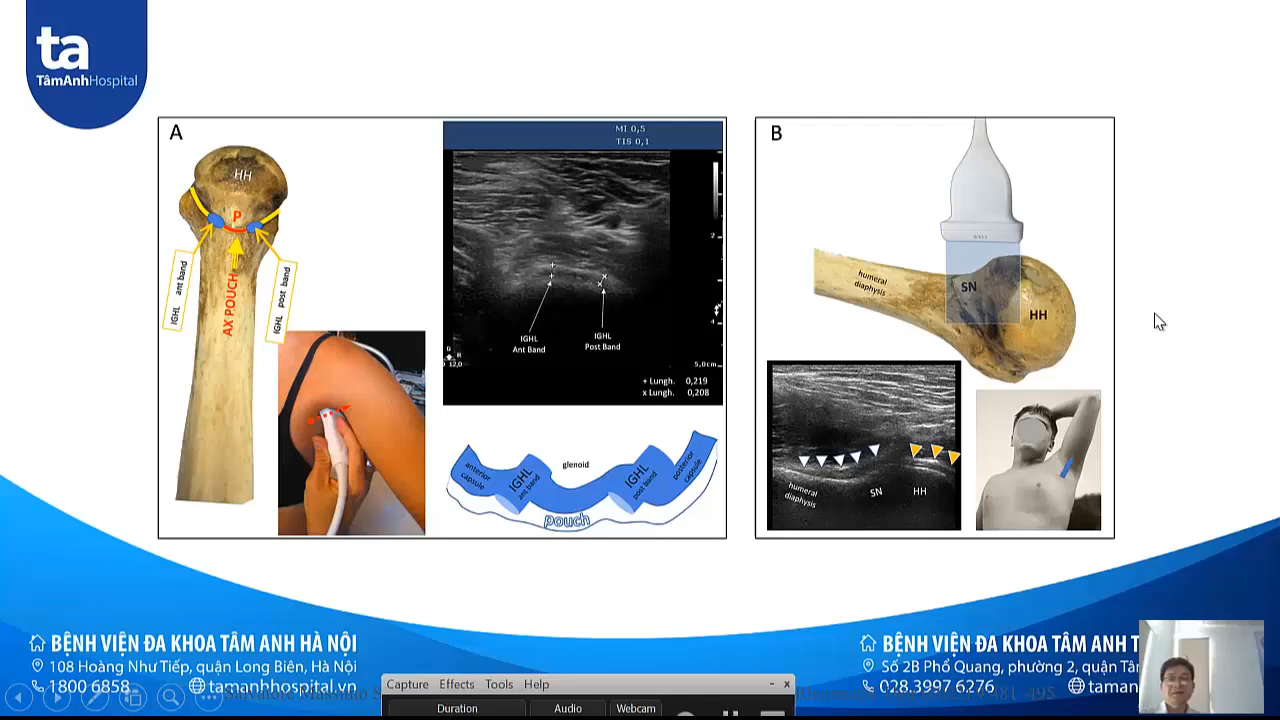 ta
TâmAnhHospital
A
HH
P
IGHL ant band
IGHL post band
AX POUCH
MI 0,5
TIS 0,1
2
4
5,0cm
12,0
IGHL
Ant Band
IGHL
Post Band
+ Lungh. 0,219
x Lungh. 0,208
anterior
capsule
IGHL
ant band
glenoid
IGHL
post band
posterior
capsule
pouch
B
humeral
diaphysis
SN
HH
humeral
diaphysis
SN
HH
BỆNH VIỆN ĐA KHOA TÂM ANH HÀ NỘI
108 Hoàng Như Tiếp, quận Long Biên, Hà Nội
1800 6858
tamanhhospital.vn
BỆNH VIỆN ĐA KHOA TÂM ANH T
Số 2B Phổ Quang, phường 2, quận Tân
028.3997 6276
taman
Capture Effects Tools Help
Duration Audio Webcam